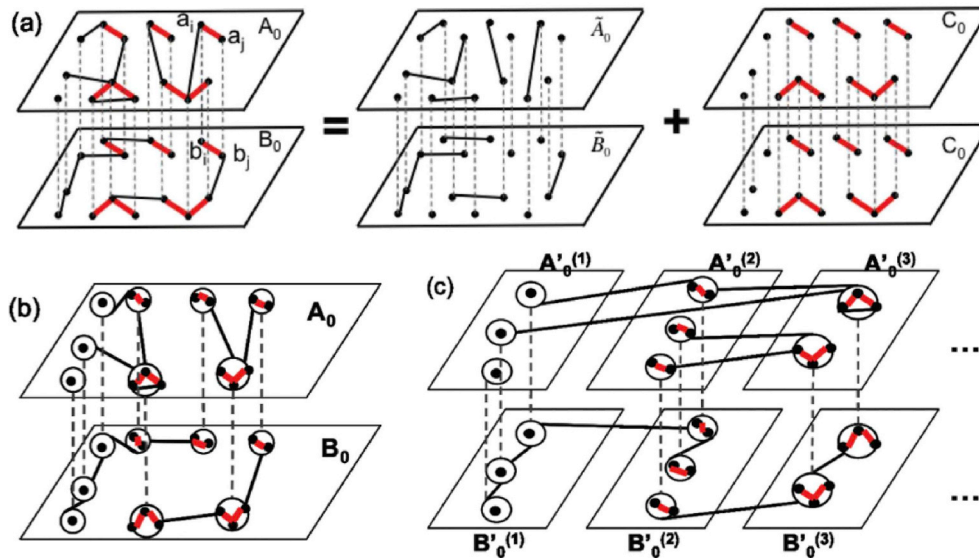 (a)
a_i
A_0
a_j
B_0
b_i
b_j
=
Ã_0
B̃_0
+
C_0
C_0
(b)
A_0
B_0
(c)
A'_0^(1)
A'_0^(2)
A'_0^(3)
...
...
B'_0^(1)
B'_0^(2)
B'_0^(3)